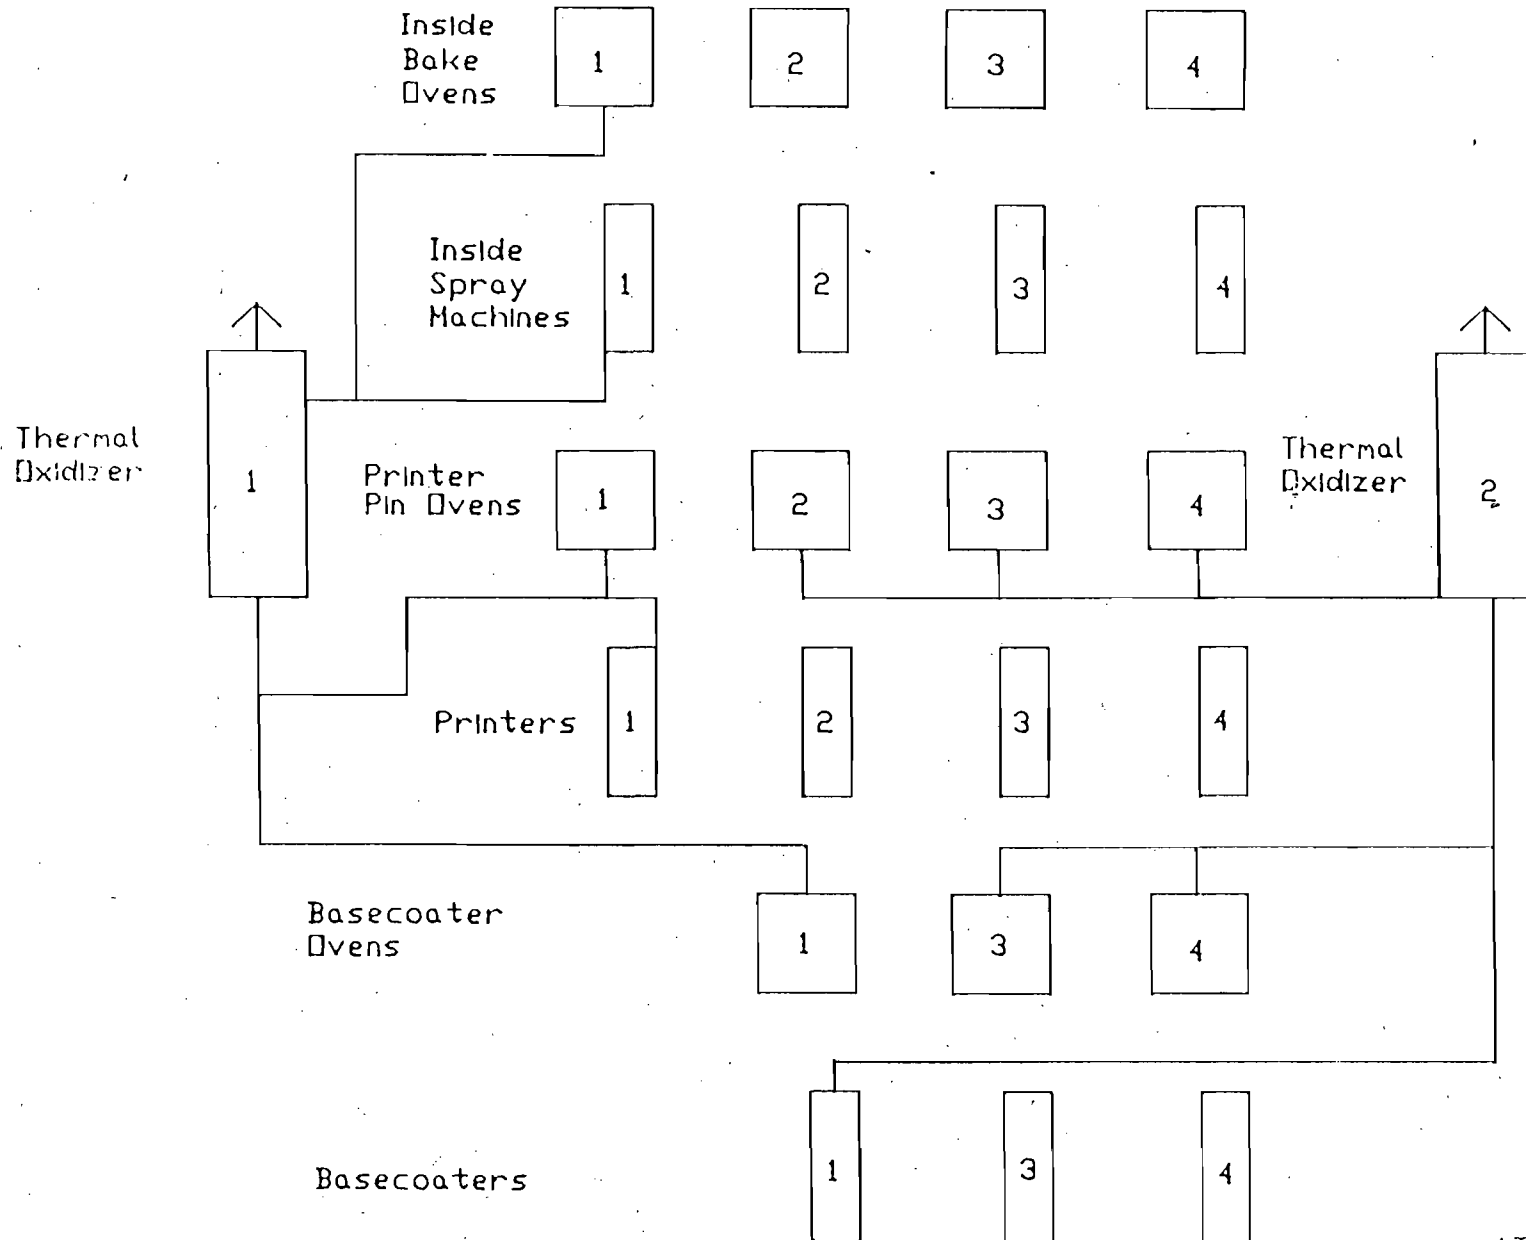 Inside
Bake
Ovens
1 2 3 4
Inside
Spray
Machines
1 2 3 4
Thermal
Oxidizer
1
Printer
Pin Ovens
1 2 3 4
Thermal
Oxidizer
2
Printers
1 2 3 4
Basecoater
Ovens
1 3 4
Basecoaters
1 3 4